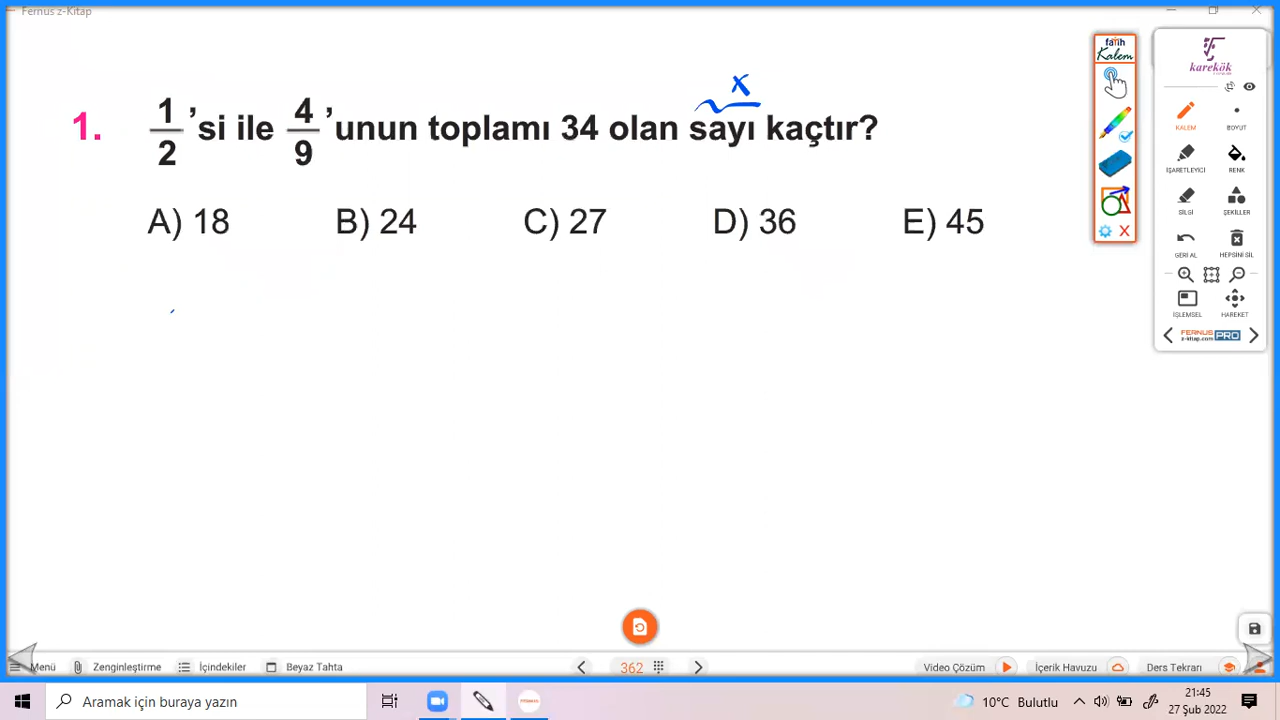 Fernus z-Kitap
x
1. 1/2 'si ile 4/9 'unun toplamı 34 olan sayı kaçtır?
A) 18 B) 24 C) 27 D) 36 E) 45
fatih
Kalem
karekök
KALEM BOYUT
İŞARETLEYİCİ RENK
SİLGİ ŞEKİLLER
GERİ AL HEPSİNİ SİL
İŞLEMSEL HAREKET
FERNUS
z-kitap.com PRO
Menü Zenginleştirme İçindekiler Beyaz Tahta 362 Video Çözüm İçerik Havuzu Ders Tekrarı
Aramak için buraya yazın
FERNUS
10°C Bulutlu
21:45
27 Şub 2022